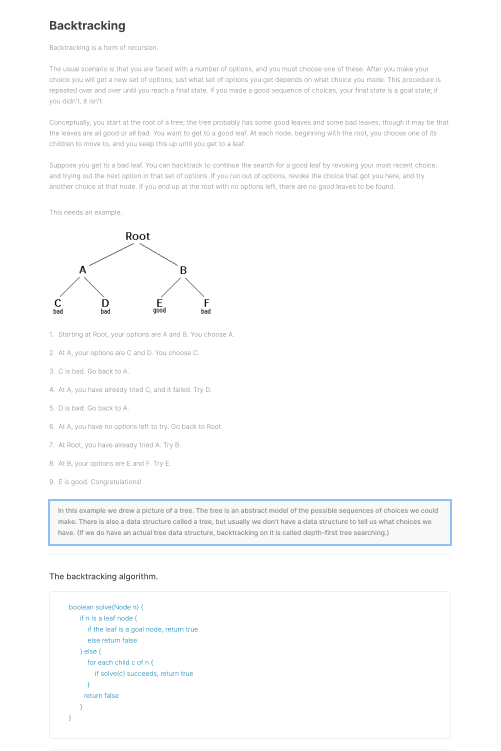 Backtracking
Backtracking is a form of recursion.
The usual scenario is that you are faced with a number of options, and you must choose one of these. After you make your
choice you will get a new set of options; just what set of options you get depends on what choice you made. This procedure is
repeated over and over until you reach a final state. If you made a good sequence of choices, your final state is a goal state; if
you didn't, it isn't.
Conceptually, you start at the root of a tree; the tree probably has some good leaves and some bad leaves, though it may be that
the leaves are all good or all bad. You want to get to a good leaf. At each node, beginning with the root, you choose one of its
children to move to, and you keep this up until you get to a leaf.
Suppose you get to a bad leaf. You can backtrack to continue the search for a good leaf by revoking your most recent choice,
and trying out the next option in that set of options. If you run out of options, revoke the choice that got you here, and try
another choice at that node. If you end up at the root with no options left, there are no good leaves to be found.
This needs an example.
Root
A B
C D E F
bad bad good bad
1. Starting at Root, your options are A and B. You choose A.
2. At A, your options are C and D. You choose C.
3. C is bad. Go back to A.
4. At A, you have already tried C, and it failed. Try D.
5. D is bad. Go back to A.
6. At A, you have no options left to try. Go back to Root.
7. At Root, you have already tried A. Try B.
8. At B, your options are E and F. Try E.
9. E is good. Congratulations!
In this example we drew a picture of a tree. The tree is an abstract model of the possible sequences of choices we could
make. There is also a data structure called a tree, but usually we don't have a data structure to tell us what choices we
have. (If we do have an actual tree data structure, backtracking on it is called depth-first tree searching.)
The backtracking algorithm.
boolean solve(Node n) {
if n is a leaf node {
if the leaf is a goal node, return true
else return false
} else {
for each child c of n {
if solve(c) succeeds, return true
}
return false
}
}